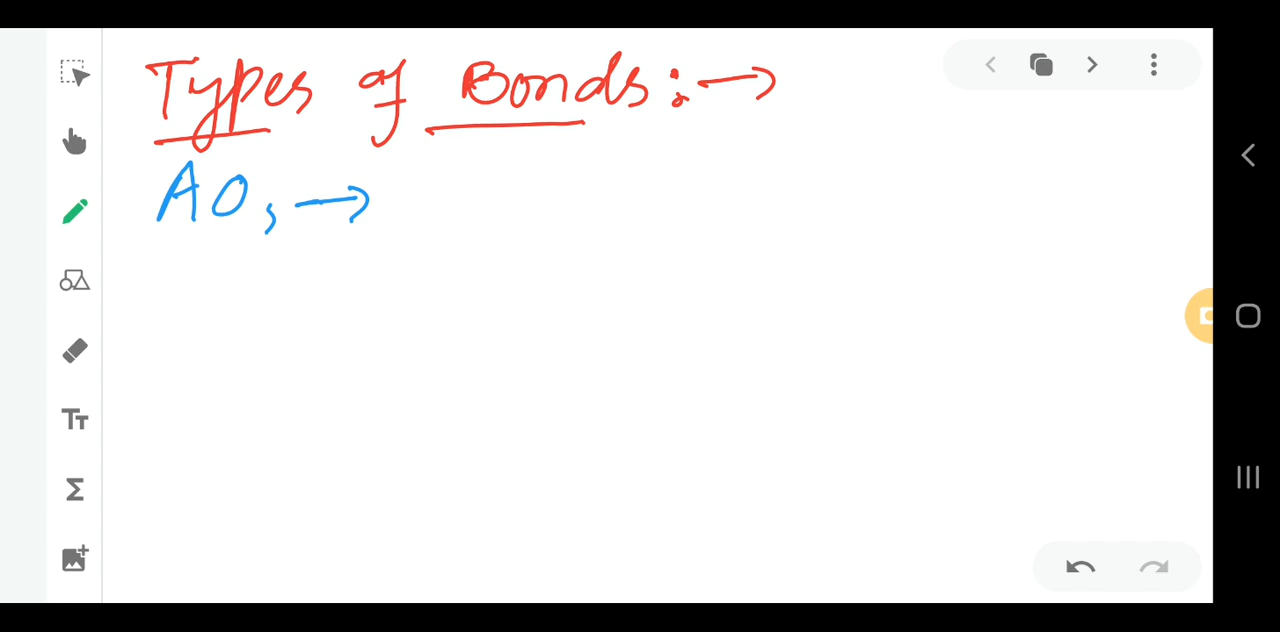 Types of Bonds:→
AO, →